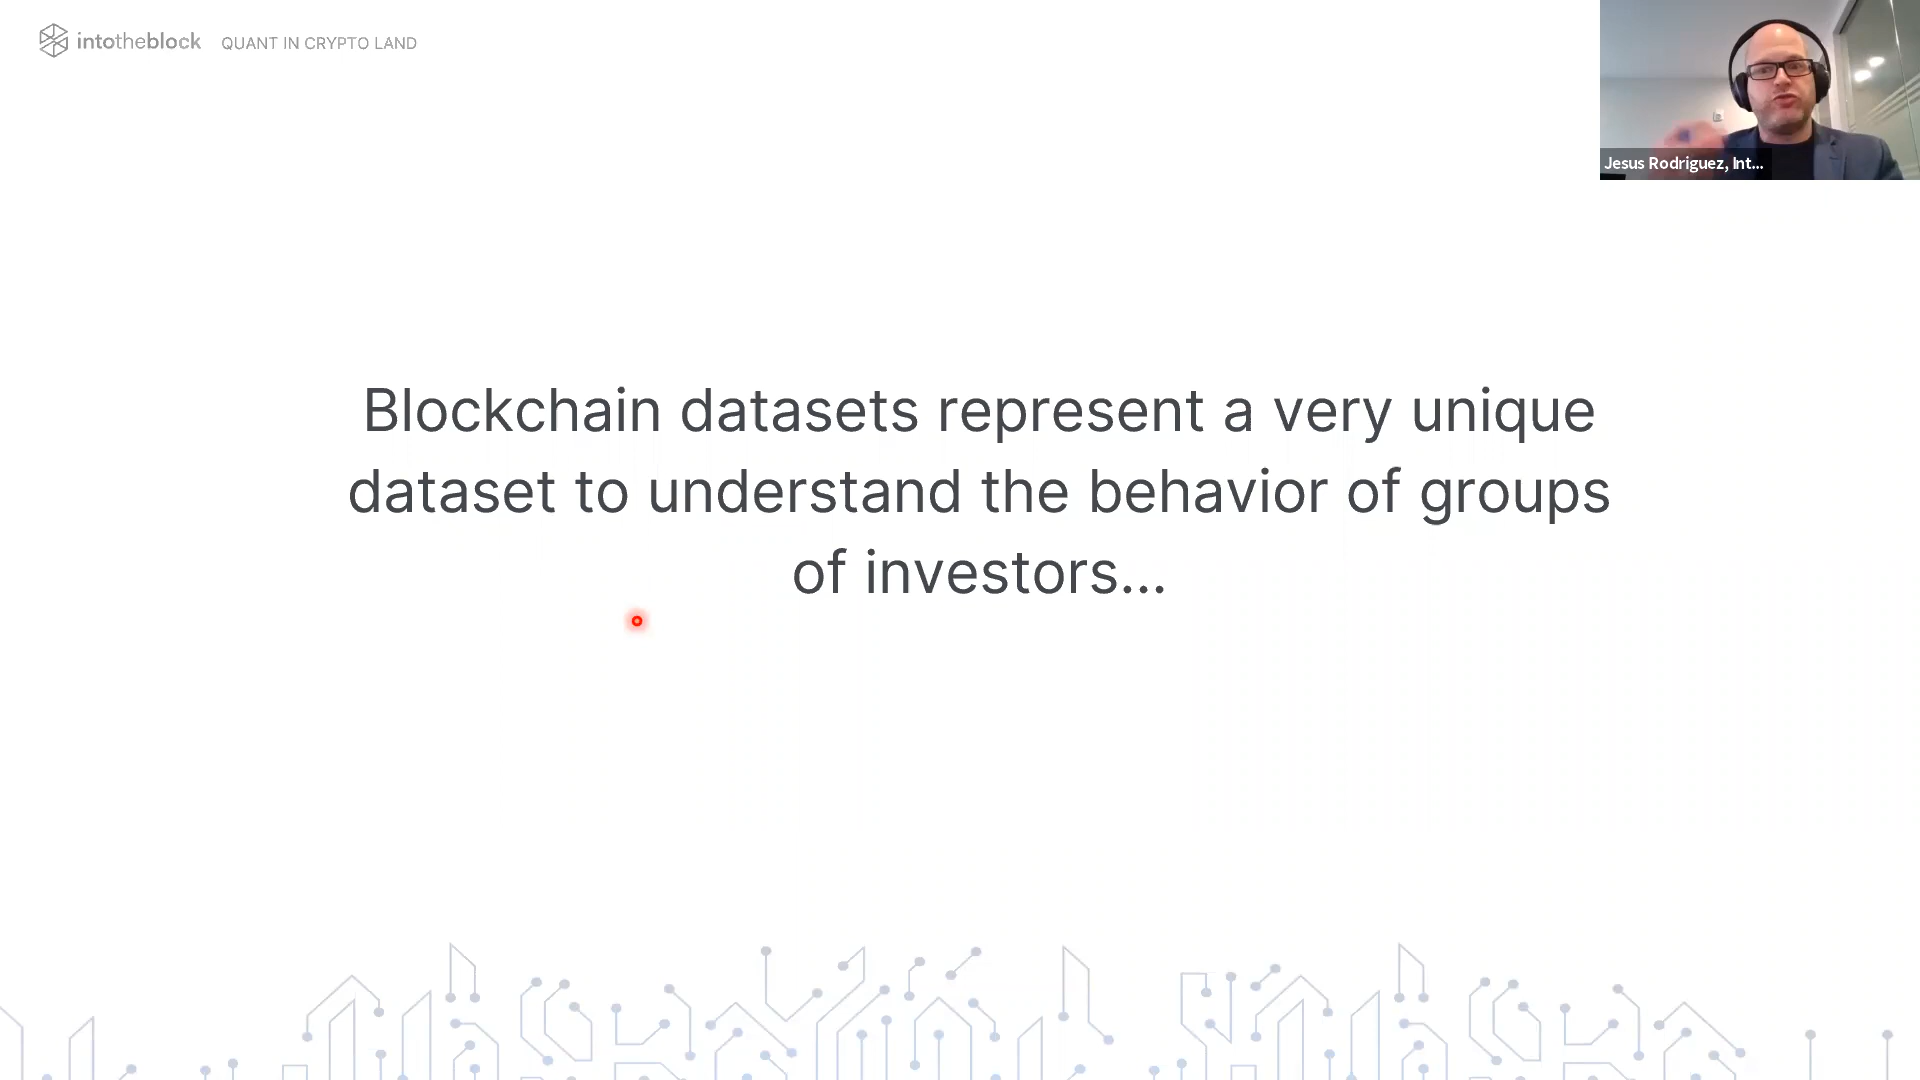 intotheblock QUANT IN CRYPTO LAND
Jesus Rodriguez, Int...
Blockchain datasets represent a very unique
dataset to understand the behavior of groups
of investors...